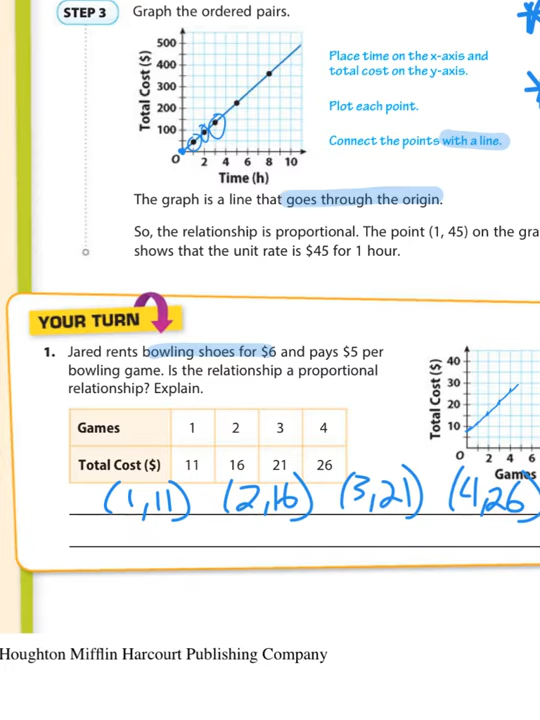 STEP 3
Graph the ordered pairs.
Total Cost ($)
500
400
300
200
100
O
2 4 6 8 10
Time (h)
Place time on the x-axis and
total cost on the y-axis.
Plot each point.
Connect the points with a line.
The graph is a line that goes through the origin.
So, the relationship is proportional. The point (1, 45) on the gra
shows that the unit rate is $45 for 1 hour.
YOUR TURN
1. Jared rents bowling shoes for $6 and pays $5 per
bowling game. Is the relationship a proportional
relationship? Explain.
Games 1 2 3 4
Total Cost ($) 11 16 21 26
Total Cost ($)
40
30
20
10
O
2 4 6
Games
(1,11) (2,16) (3,21) (4,26)
Houghton Mifflin Harcourt Publishing Company